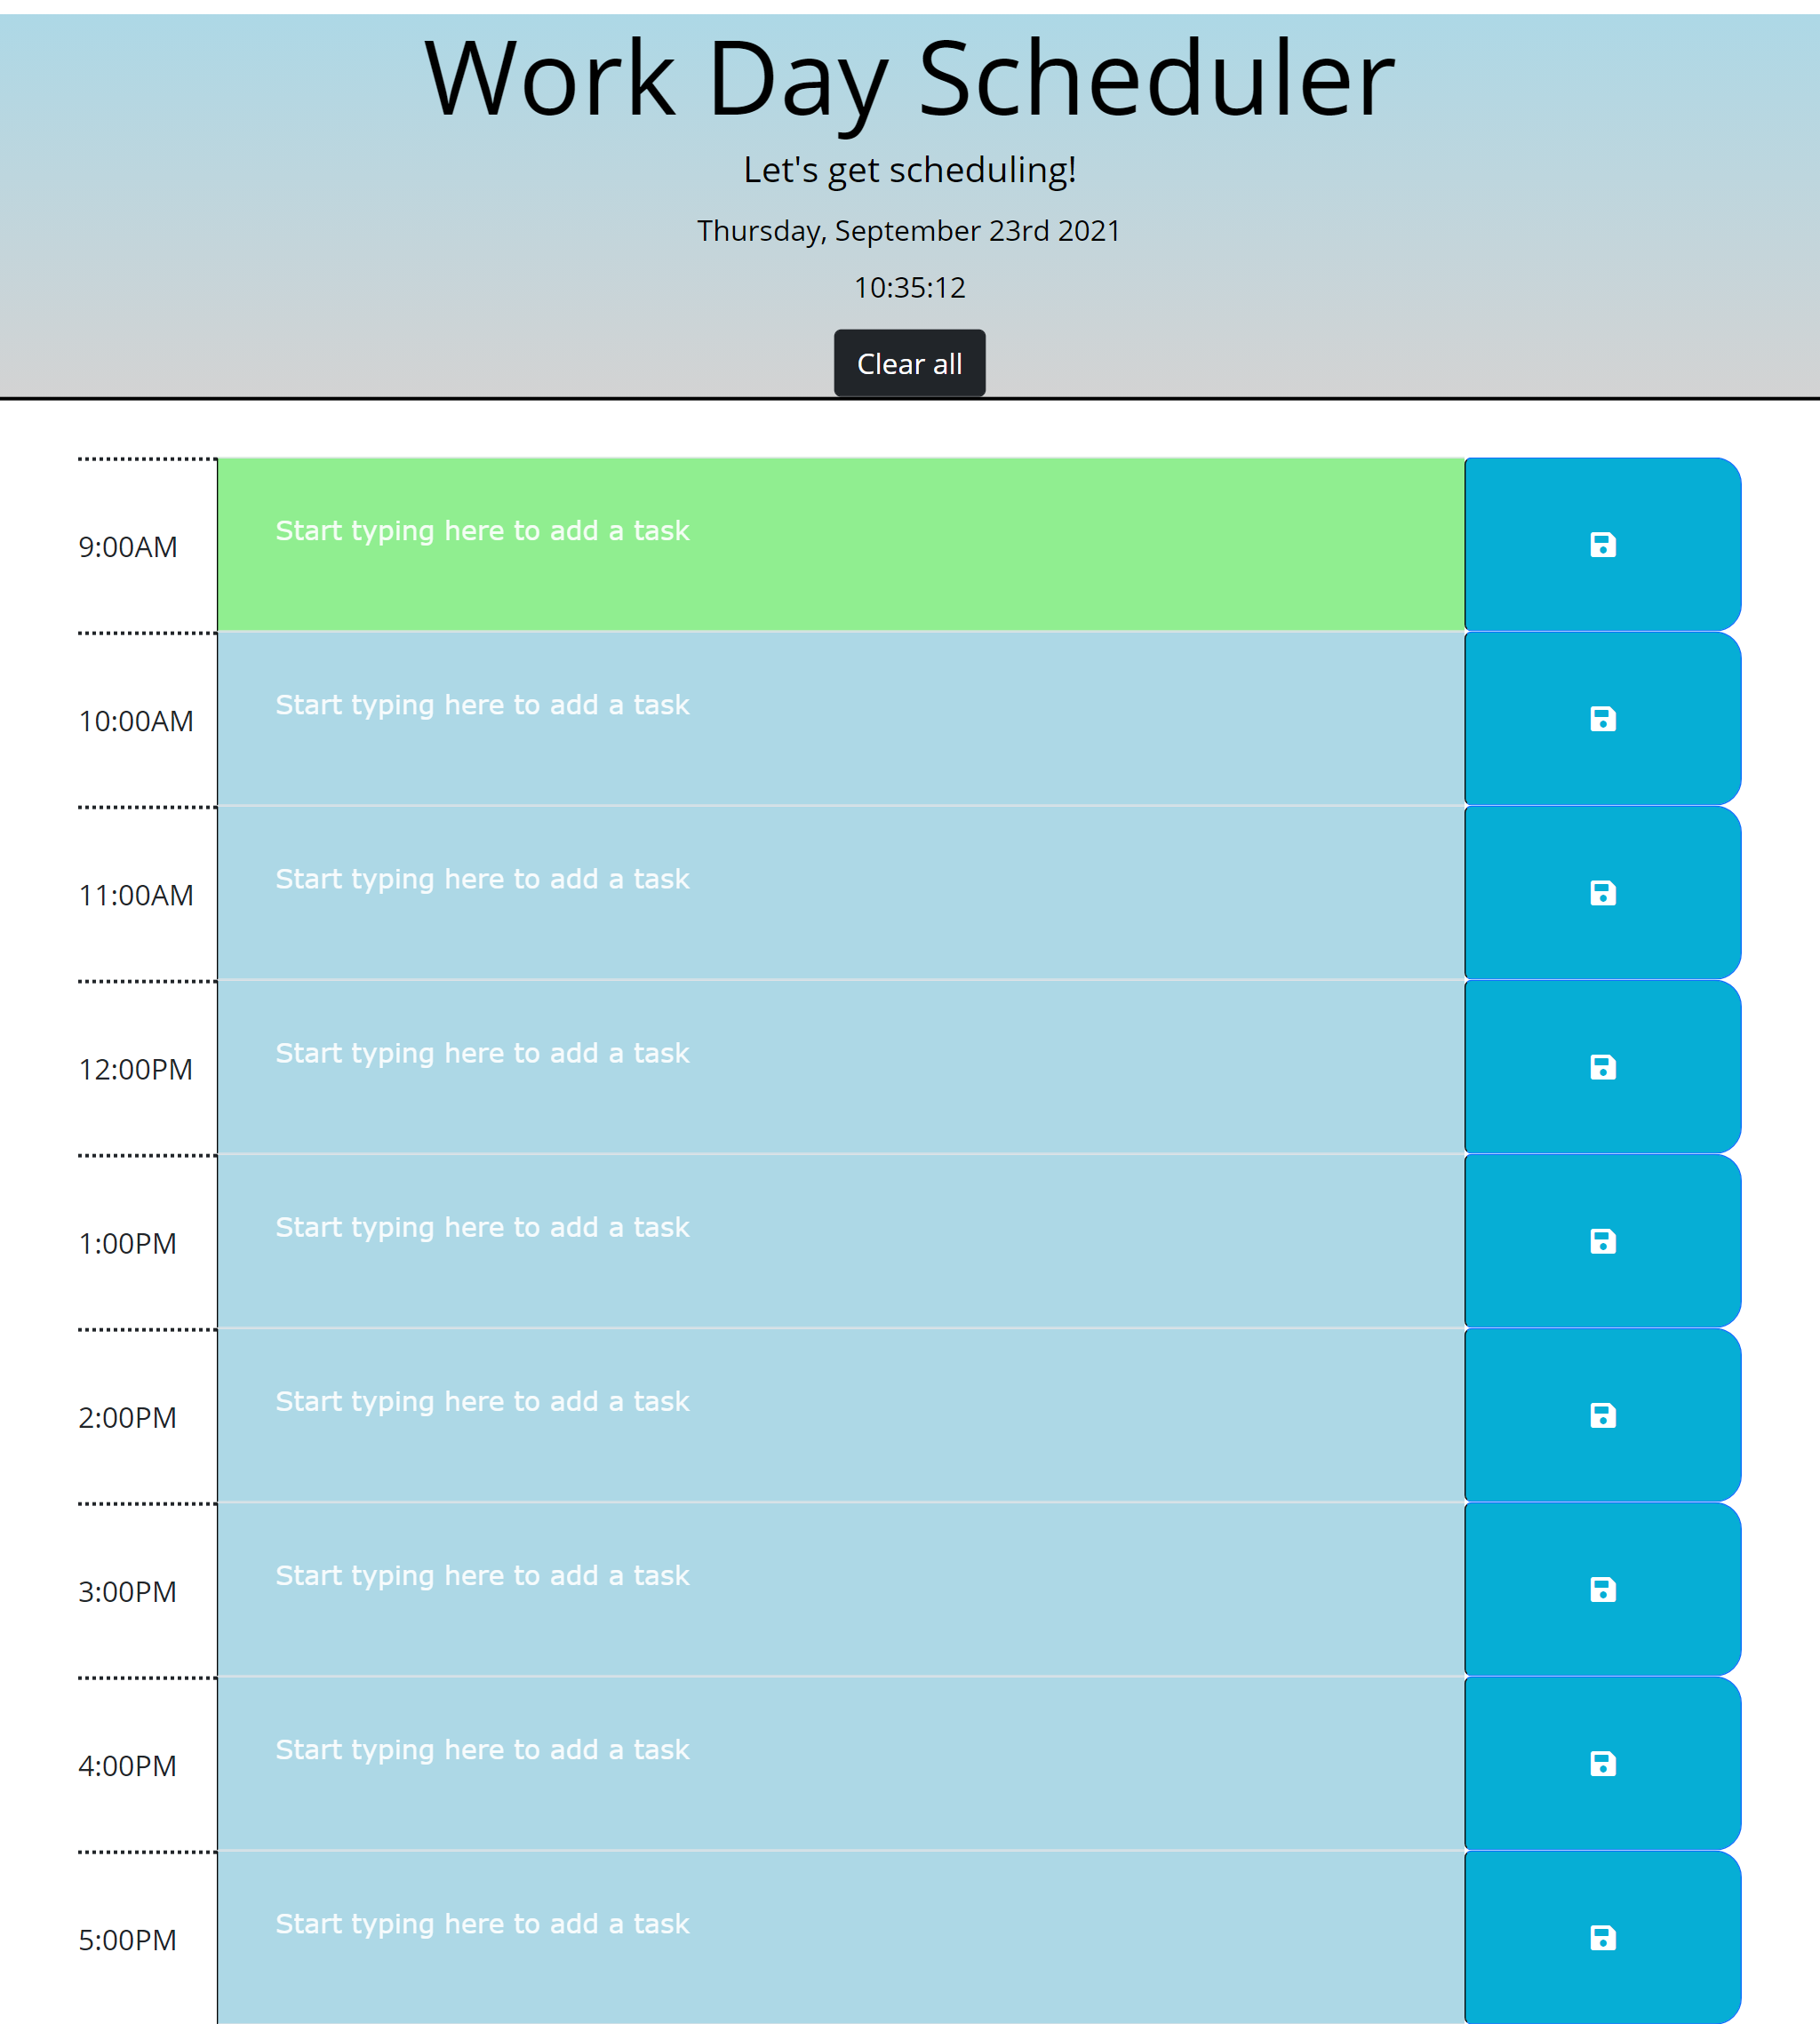 Work Day Scheduler
Let's get scheduling!
Thursday, September 23rd 2021
10:35:12
Clear all
9:00AM Start typing here to add a task
10:00AM Start typing here to add a task
11:00AM Start typing here to add a task
12:00PM Start typing here to add a task
1:00PM Start typing here to add a task
2:00PM Start typing here to add a task
3:00PM Start typing here to add a task
4:00PM Start typing here to add a task
5:00PM Start typing here to add a task